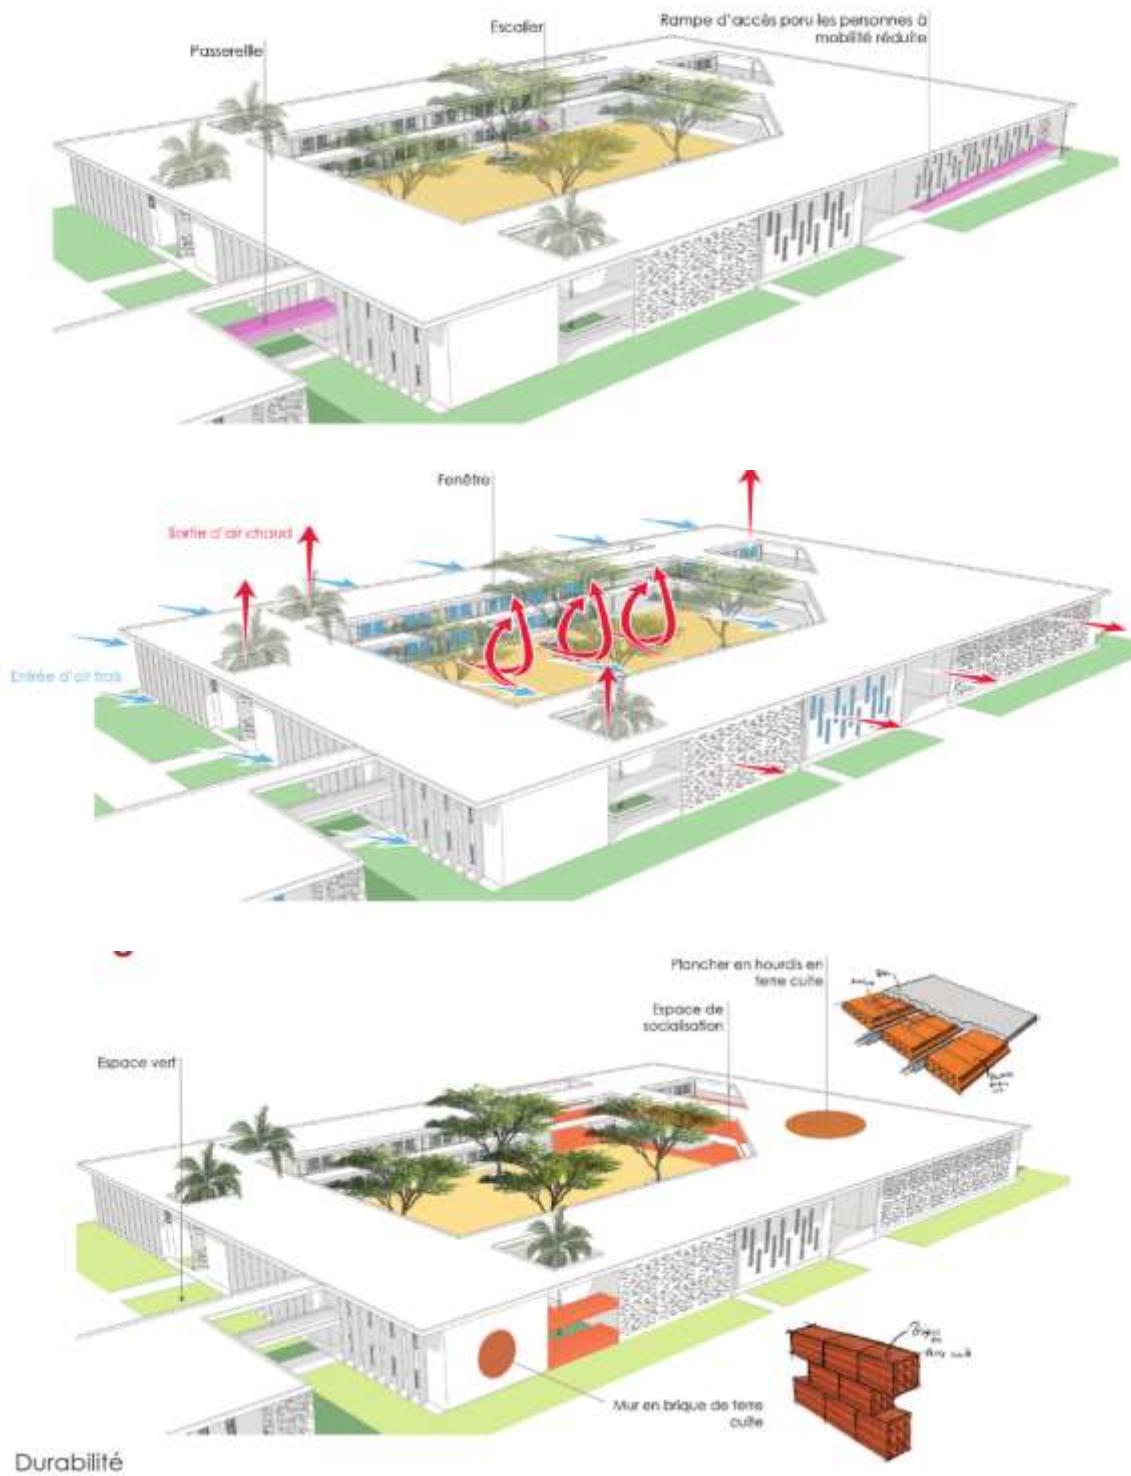 Rampe d'accès poru les personnes à
mobilité réduite
Escalier
Passerellle
Fenêtre
Sortie d'air chaud
Entrée d'air frais
Plancher en hourdis en
terre cuite
Espace de
socialisation
Espace vert
Mur en brique de terre
cuite
Durabilité